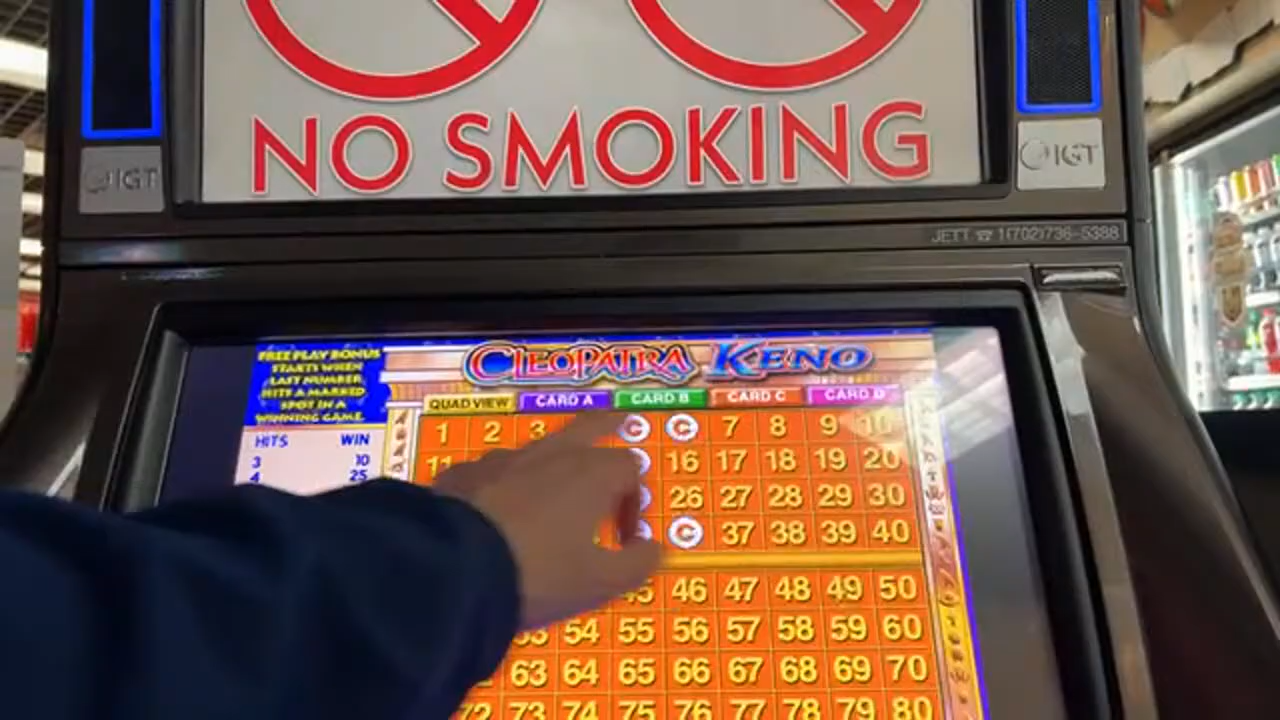 NO SMOKING
IGT
IGT
JETT ☎ 1(702)736-5388
FREE PLAY BONUS
STARTS WHEN
LAST NUMBER
HITS A MARKED
SPOT IN A
WINNING GAME.
CLEOPATRA KENO
QUAD VIEW CARD A CARD B CARD C CARD D
HITS WIN
3 10
4 25
1 2 3 C C 7 8 9 10
11 16 17 18 19 20
26 27 28 29 30
C 37 38 39 40
45 46 47 48 49 50
53 54 55 56 57 58 59 60
63 64 65 66 67 68 69 70
72 73 74 75 76 77 78 79 80